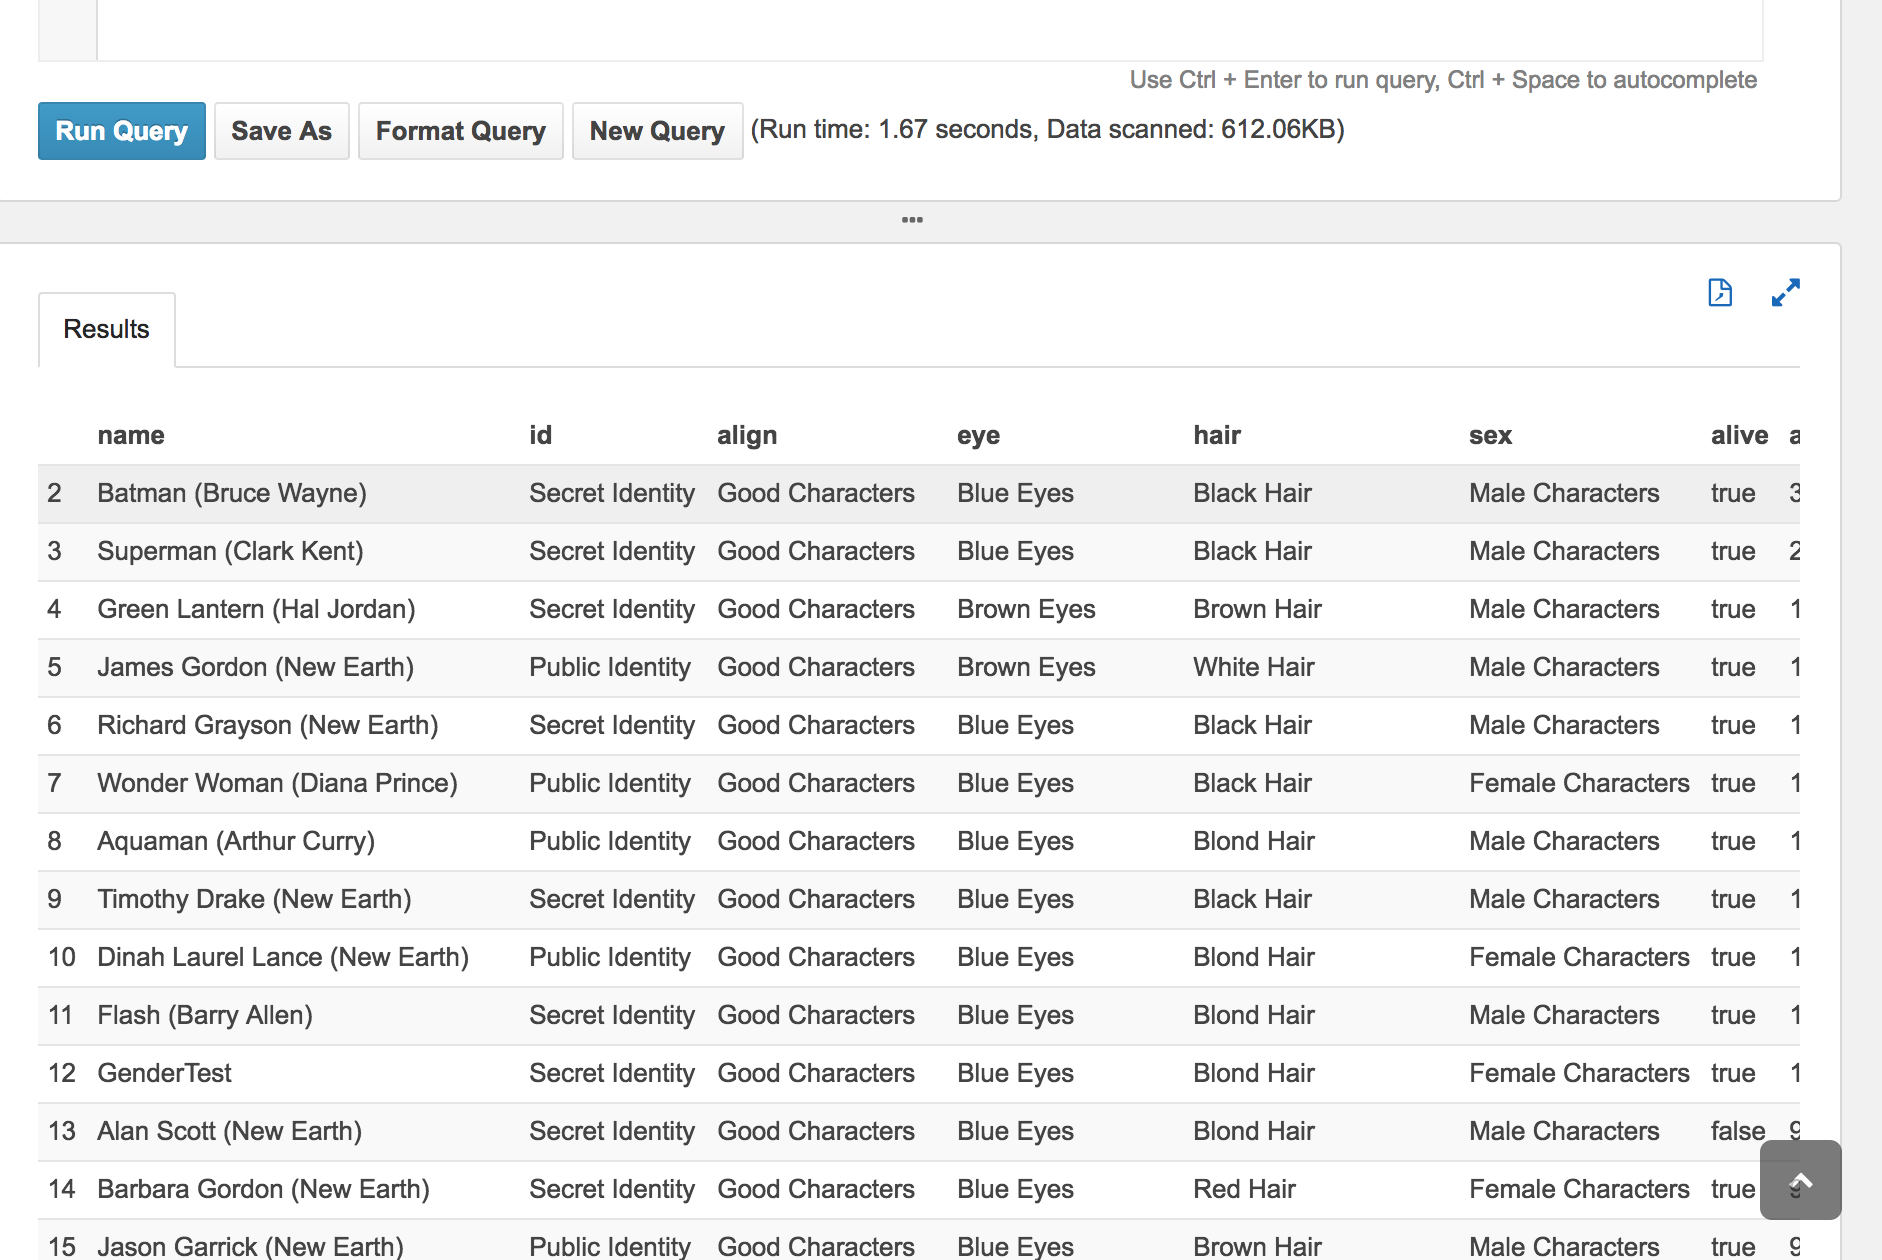 Use Ctrl + Enter to run query, Ctrl + Space to autocomplete
Run Query Save As Format Query New Query (Run time: 1.67 seconds, Data scanned: 612.06KB)
Results
name id align eye hair sex alive a
2 Batman (Bruce Wayne) Secret Identity Good Characters Blue Eyes Black Hair Male Characters true 3
3 Superman (Clark Kent) Secret Identity Good Characters Blue Eyes Black Hair Male Characters true 2
4 Green Lantern (Hal Jordan) Secret Identity Good Characters Brown Eyes Brown Hair Male Characters true 1
5 James Gordon (New Earth) Public Identity Good Characters Brown Eyes White Hair Male Characters true 1
6 Richard Grayson (New Earth) Secret Identity Good Characters Blue Eyes Black Hair Male Characters true 1
7 Wonder Woman (Diana Prince) Public Identity Good Characters Blue Eyes Black Hair Female Characters true 1
8 Aquaman (Arthur Curry) Public Identity Good Characters Blue Eyes Blond Hair Male Characters true 1
9 Timothy Drake (New Earth) Secret Identity Good Characters Blue Eyes Black Hair Male Characters true 1
10 Dinah Laurel Lance (New Earth) Public Identity Good Characters Blue Eyes Blond Hair Female Characters true 1
11 Flash (Barry Allen) Secret Identity Good Characters Blue Eyes Blond Hair Male Characters true 1
12 GenderTest Secret Identity Good Characters Blue Eyes Blond Hair Female Characters true 1
13 Alan Scott (New Earth) Secret Identity Good Characters Blue Eyes Blond Hair Male Characters false 9
14 Barbara Gordon (New Earth) Secret Identity Good Characters Blue Eyes Red Hair Female Characters true 9
15 Jason Garrick (New Earth) Public Identity Good Characters Blue Eyes Brown Hair Male Characters true 9